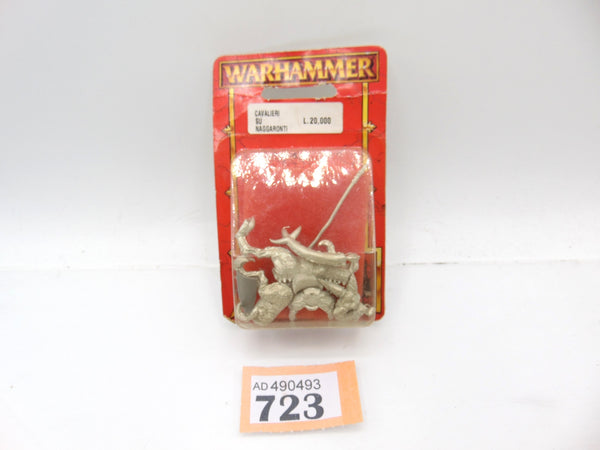 WARHAMMER
CAVALIERI
SU L. 20,000
NAGGARONTI
AD 490493
723